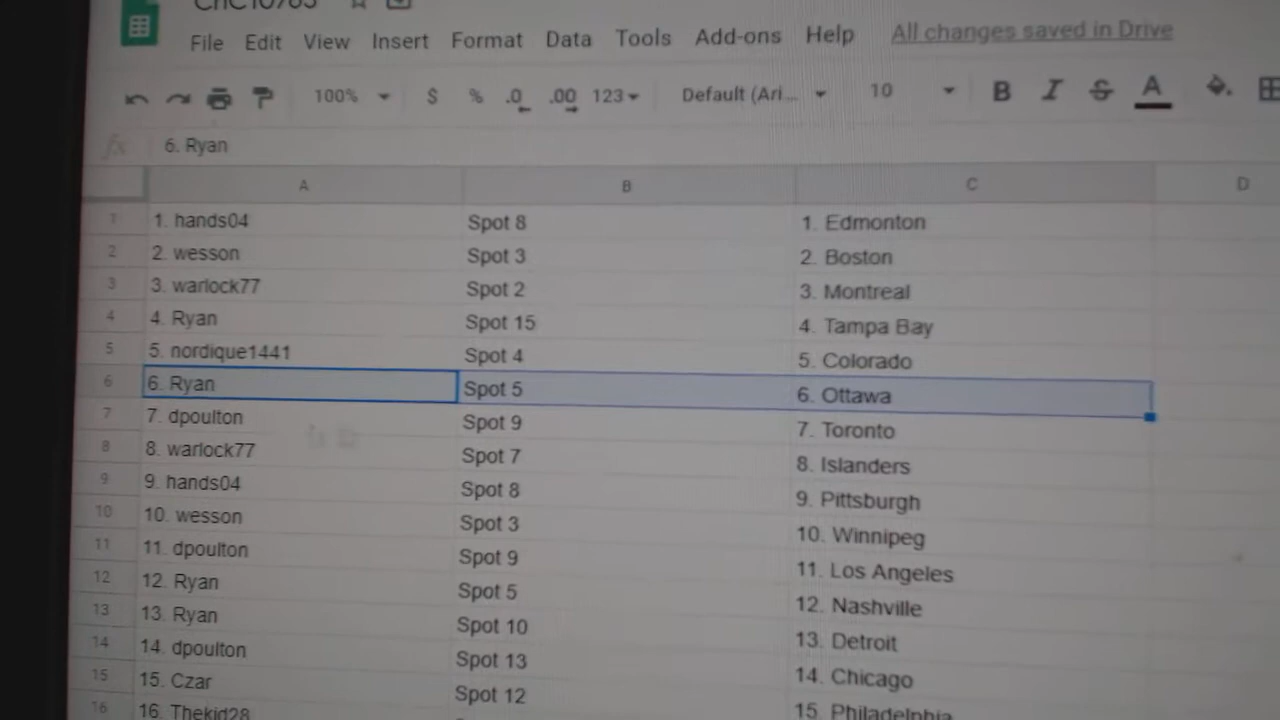 File Edit View Insert Format Data Tools Add-ons Help All changes saved in Drive
100% $ % .0 .00 123 Default (Ari... 10 B I S A
fx 6. Ryan
A B C D
1 1. hands04 Spot 8 1. Edmonton
2 2. wesson Spot 3 2. Boston
3 3. warlock77 Spot 2 3. Montreal
4 4. Ryan Spot 15 4. Tampa Bay
5 5. nordique1441 Spot 4 5. Colorado
6 6. Ryan Spot 5 6. Ottawa
7 7. dpoulton Spot 9 7. Toronto
8 8. warlock77 Spot 7 8. Islanders
9 9. hands04 Spot 8 9. Pittsburgh
10 10. wesson Spot 3 10. Winnipeg
11 11. dpoulton Spot 9 11. Los Angeles
12 12. Ryan Spot 5 12. Nashville
13 13. Ryan Spot 10 13. Detroit
14 14. dpoulton Spot 13 14. Chicago
15 15. Czar Spot 12 15. Philadelphia
16 16. Thekid28